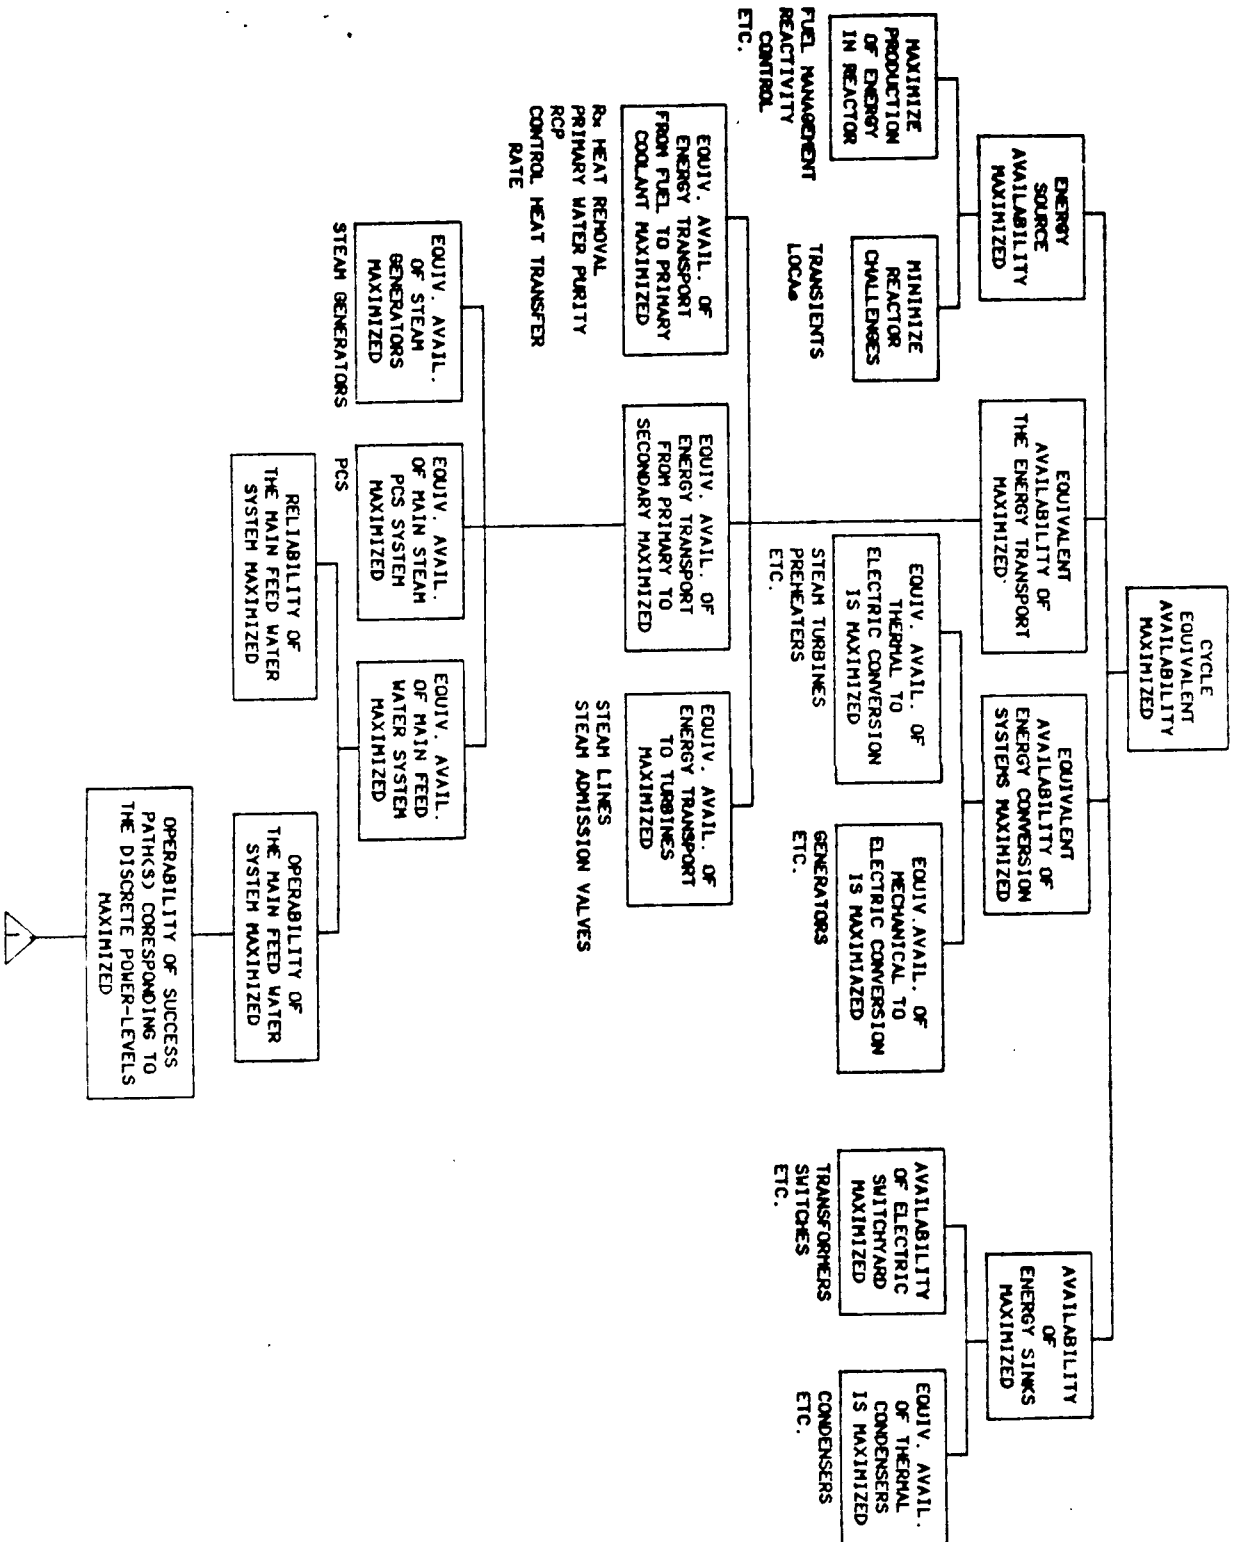 CYCLE
EQUIVALENT
AVAILABILITY
MAXIMIZED
ENERGY
SOURCE
AVAILABILITY
MAXIMIZED
EQUIVALENT
AVAILABILITY OF
THE ENERGY TRANSPORT
MAXIMIZED
EQUIVALENT
AVAILABILITY OF
ENERGY CONVERSION
SYSTEMS MAXIMIZED
AVAILABILITY
OF
ENERGY SINKS
MAXIMIZED
MAXIMIZE
PRODUCTION
OF ENERGY
IN REACTOR
FUEL MANAGEMENT
REACTIVITY
CONTROL
ETC.
MINIMIZE
REACTOR
CHALLENGES
TRANSIENTS
LOCAs
EQUIV. AVAIL. OF
THERMAL TO
ELECTRIC CONVERSION
IS MAXIMIZED
STEAM TURBINES
PREHEATERS
ETC.
EQUIV.AVAIL. OF
MECHANICAL TO
ELECTRIC CONVERSION
IS MAXIMIAZED
GENERATORS
ETC.
AVAILABILITY
OF ELECTRIC
SWITCHYARD
MAXIMIZED
TRANSFORMERS
SWITCHES
ETC.
EQUIV. AVAIL.
OF THERMAL
CONDENSERS
IS MAXIMIZED
CONDENSERS
ETC.
EQUIV. AVAIL. OF
ENERGY TRANSPORT
FROM FUEL TO PRIMARY
COOLANT MAXIMIZED
Rx HEAT REMOVAL
PRIMARY WATER PURITY
RCP
CONTROL HEAT TRANSFER
RATE
EQUIV. AVAIL. OF
ENERGY TRANSPORT
FROM PRIMARY TO
SECONDARY MAXIMIZED
EQUIV. AVAIL. OF
ENERGY TRANSPORT
TO TURBINES
MAXIMIZED
STEAM LINES
STEAM ADMISSION VALVES
EQUIV. AVAIL.
OF STEAM
GENERATORS
MAXIMIZED
STEAM GENERATORS
EQUIV. AVAIL.
OF MAIN STEAM
PCS SYSTEM
MAXIMIZED
PCS
EQUIV. AVAIL.
OF MAIN FEED
WATER SYSTEM
MAXIMIZED
RELIABILITY OF
THE MAIN FEED WATER
SYSTEM MAXIMIZED
OPERABILITY OF
THE MAIN FEED WATER
SYSTEM MAXIMIZED
OPERABILITY OF SUCCESS
PATH(S) CORESPONDING TO
THE DISCRETE POWER-LEVELS
MAXIMIZED
1